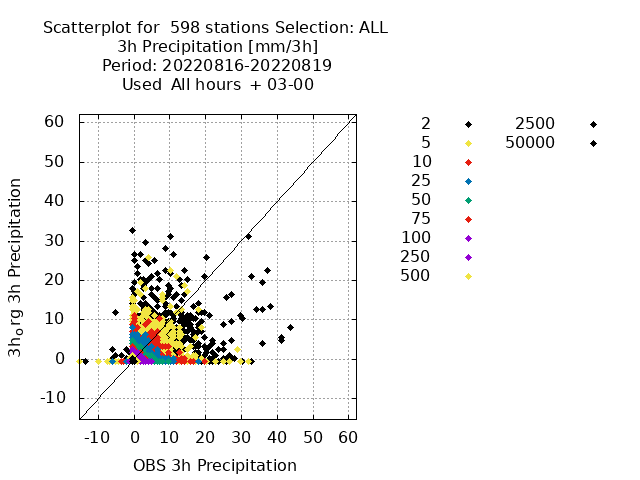 Scatterplot for  598 stations Selection: ALL
3h Precipitation [mm/3h]
Period: 20220816-20220819
Used  All hours  + 03-00
60
50
40
30
20
10
0
-10
-10 0 10 20 30 40 50 60
3horg 3h Precipitation
OBS 3h Precipitation
2 2500
5 50000
10
25
50
75
100
250
500